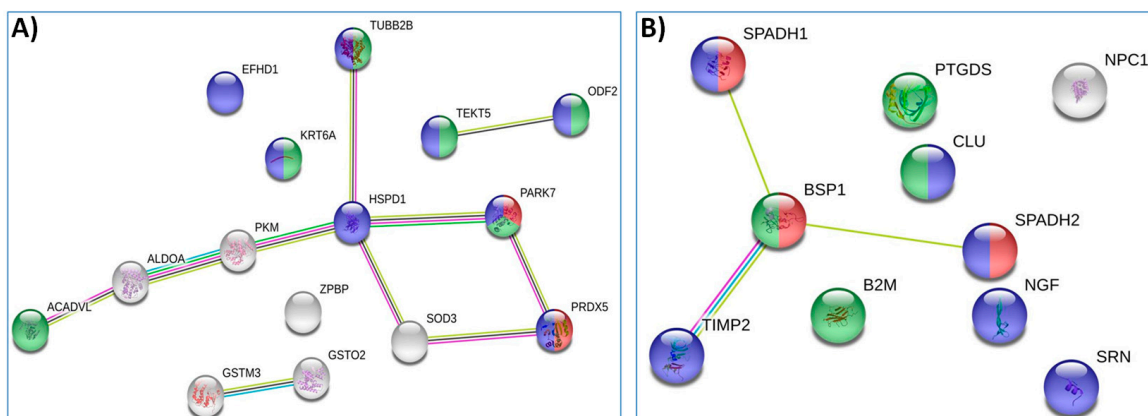 A)
TUBB2B
EFHD1
ODF2
TEKT5
KRT6A
HSPD1
PARK7
PKM
ALDOA
ZPBP
ACADVL
SOD3
PRDX5
GSTO2
GSTM3
B)
SPADH1
NPC1
PTGDS
CLU
BSP1
SPADH2
B2M
NGF
TIMP2
SRN